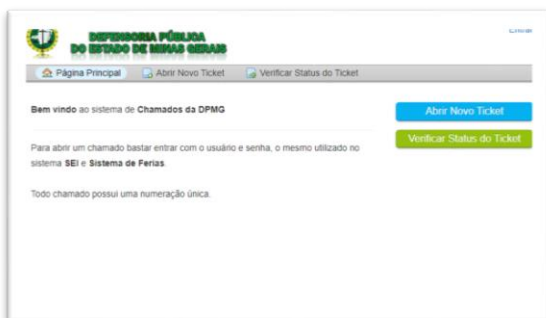 DEFENSORIA PÚBLICA
DO ESTADO DE MINAS GERAIS
Página Principal
Abrir Novo Ticket
Verificar Status do Ticket
Bem vindo ao sistema de Chamados da DPMG
Abrir Novo Ticket
Verificar Status do Ticket
Para abrir um chamado bastar entrar com o usuário e senha, o mesmo utilizado no
sistema SEI e Sistema de Ferias.
Todo chamado possui uma numeração única.